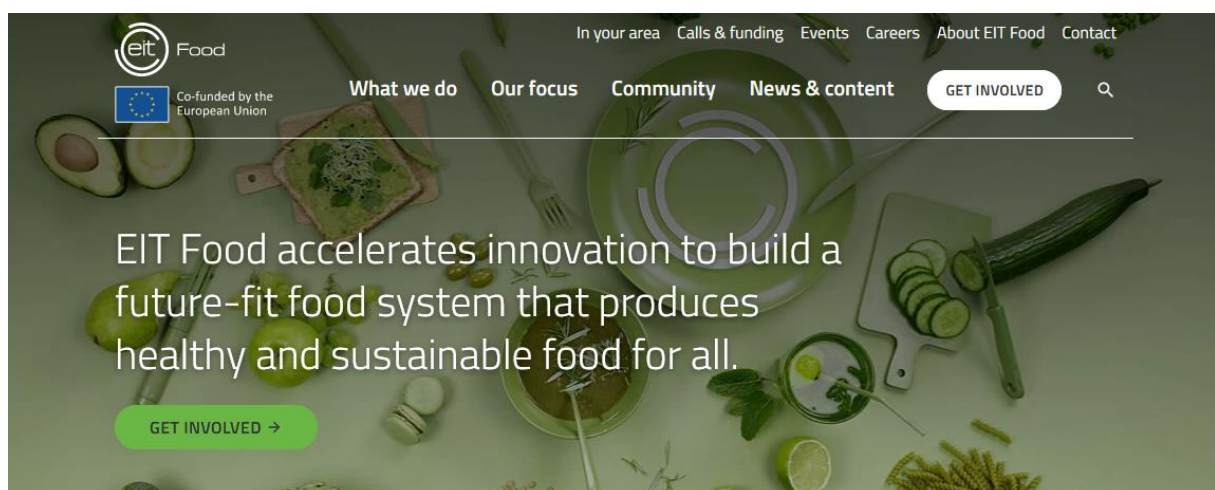 eit Food
Co-funded by the
European Union
In your area Calls & funding Events Careers About EIT Food Contact
What we do Our focus Community News & content GET INVOLVED
EIT Food accelerates innovation to build a
future-fit food system that produces
healthy and sustainable food for all.
GET INVOLVED →